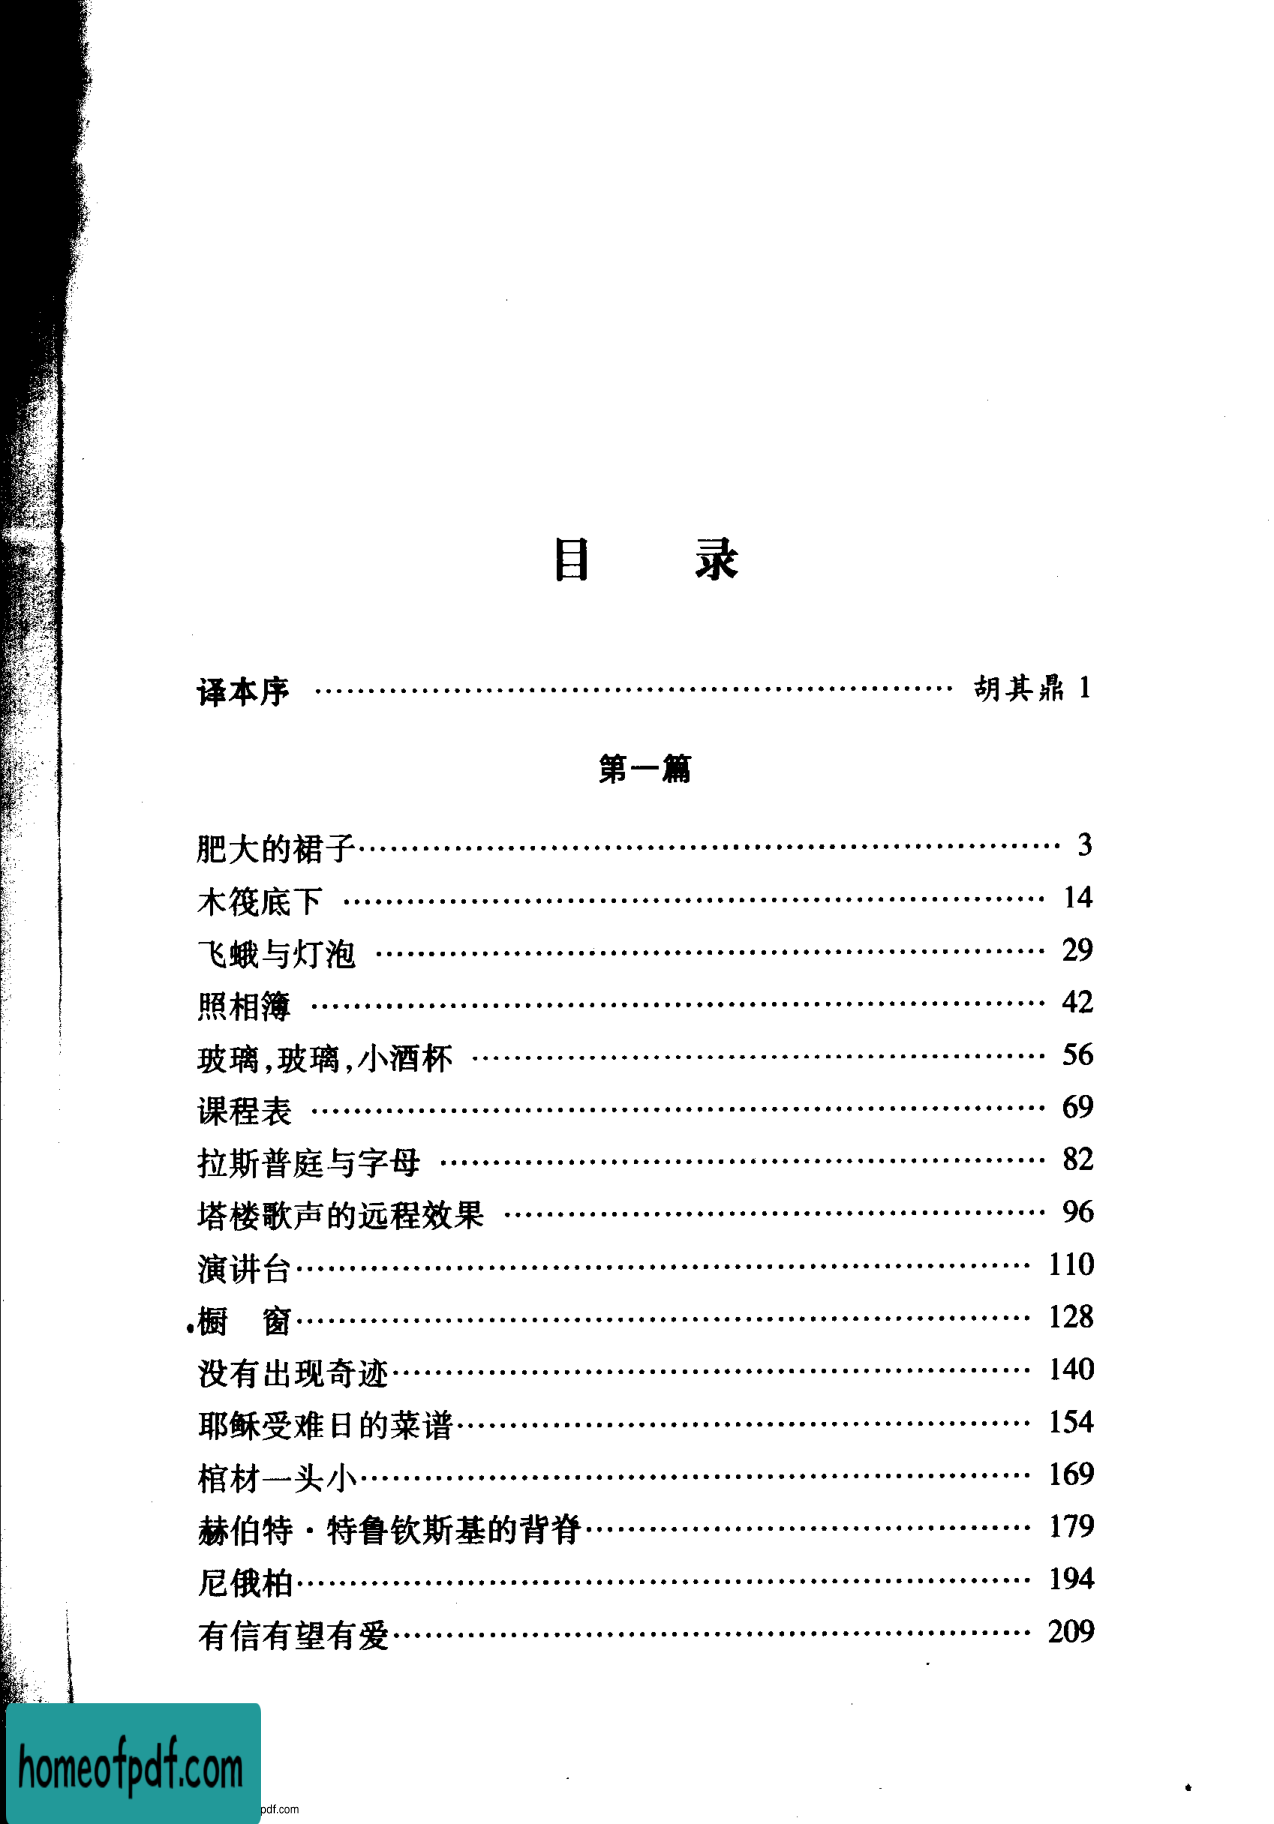 目 录
译本序 …………………………………………………… 胡其鼎 1
第一篇
肥大的裙子…………………………………………………… 3
木筏底下 …………………………………………………… 14
飞蛾与灯泡 …………………………………………………… 29
照相簿 …………………………………………………… 42
玻璃,玻璃,小酒杯 …………………………………………………… 56
课程表 …………………………………………………… 69
拉斯普庭与字母 …………………………………………………… 82
塔楼歌声的远程效果 …………………………………………………… 96
演讲台…………………………………………………… 110
橱 窗…………………………………………………… 128
没有出现奇迹…………………………………………………… 140
耶稣受难日的菜谱…………………………………………………… 154
棺材一头小…………………………………………………… 169
赫伯特·特鲁钦斯基的背脊…………………………………………………… 179
尼俄柏…………………………………………………… 194
有信有望有爱…………………………………………………… 209
homeofpdf.com
pdf.com